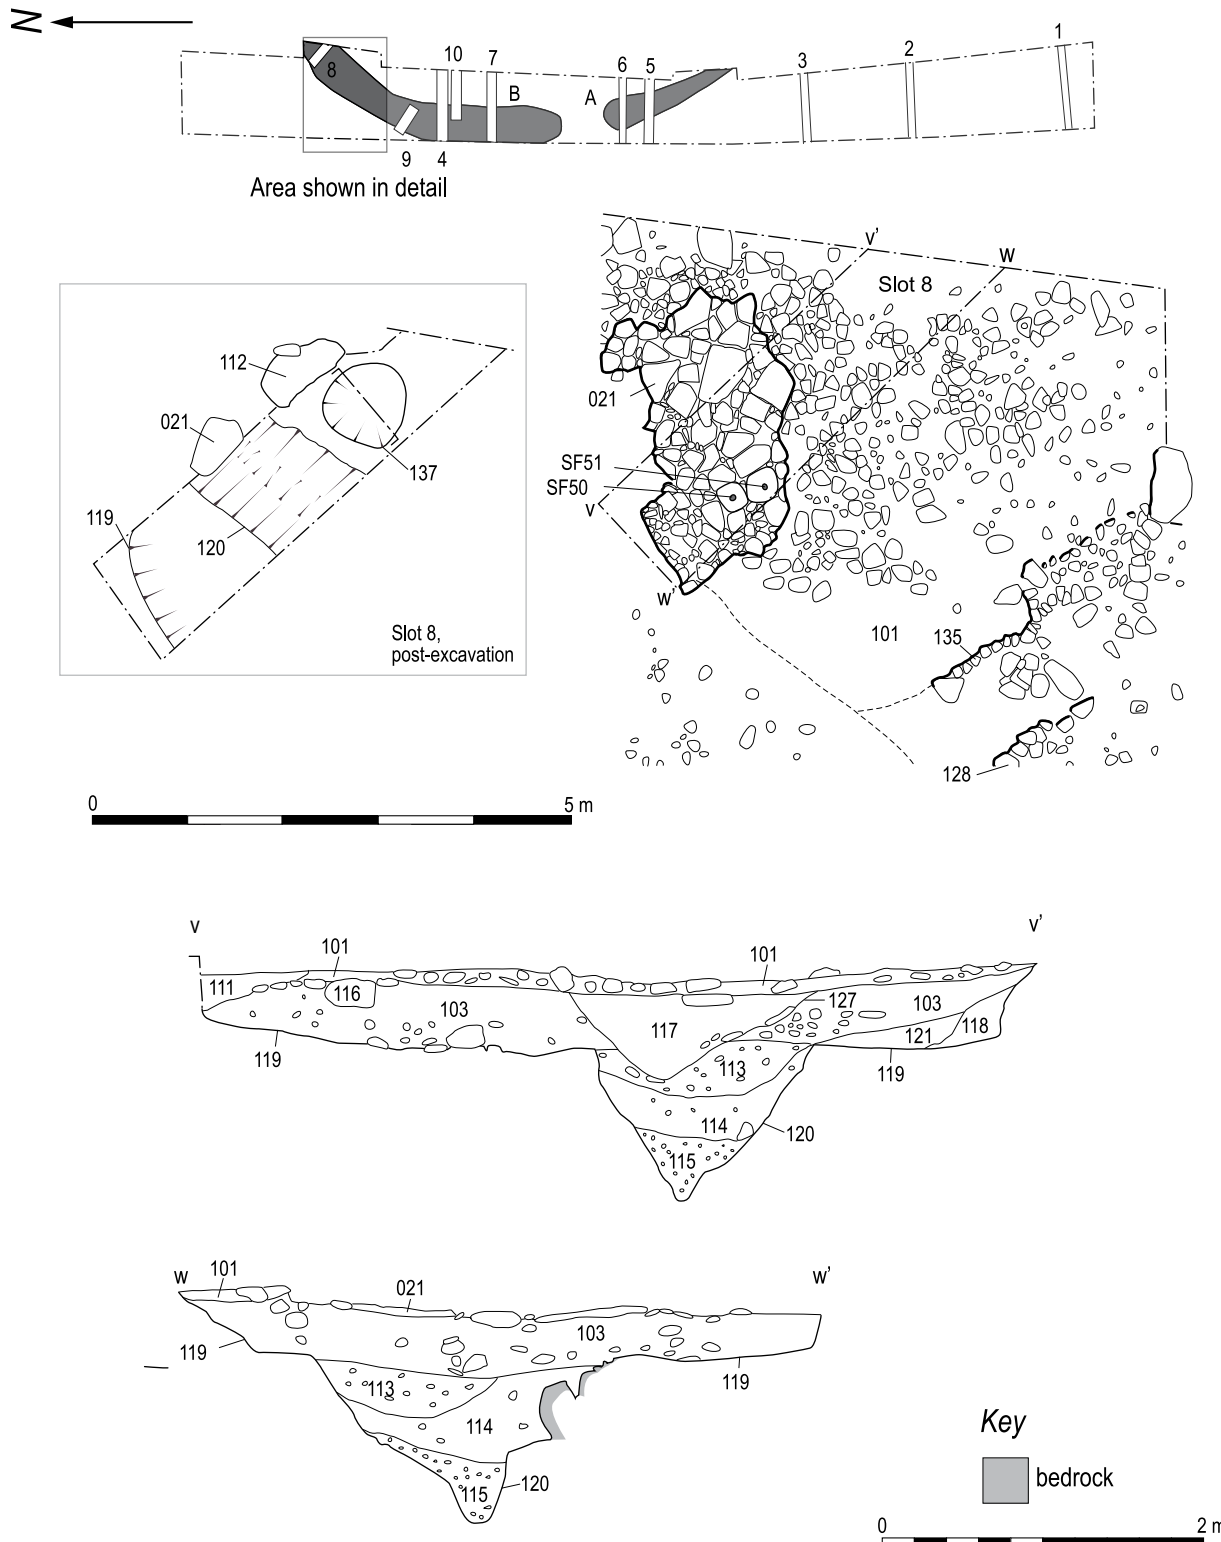 N
1
2
3
10
7
6
5
8
B
A
9
4
Area shown in detail
v'
w
Slot 8
112
021
021
137
SF51
SF50
v
119
120
w'
101
135
Slot 8,
post-excavation
128
0
5 m
v
v'
101
101
111
116
103
127
103
117
118
121
119
113
119
114
120
115
w
w'
101
021
103
119
119
113
114
120
115
Key
bedrock
0
2 m